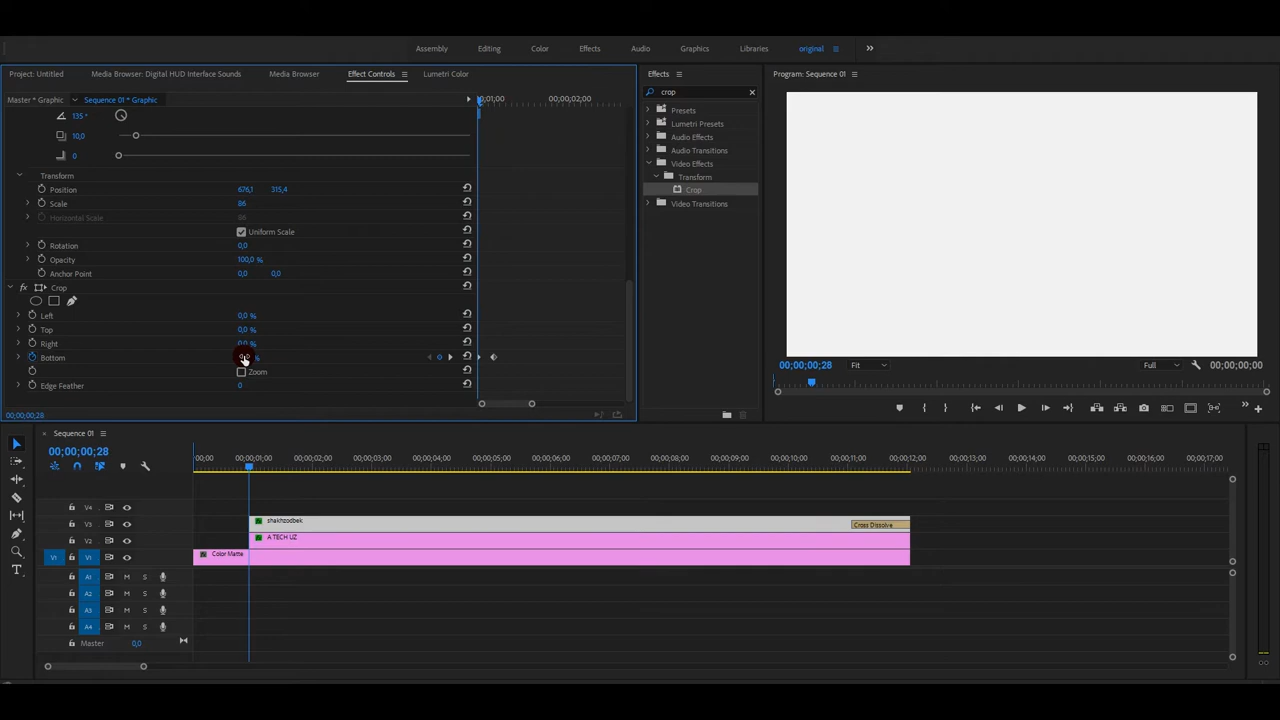 Assembly Editing Color Effects Audio Graphics Libraries original
Project: Untitled Media Browser: Digital HUD Interface Sounds Media Browser Effect Controls Lumetri Color Effects Program: Sequence 01
Master * Graphic Sequence 01 * Graphic 00;00;02;00 crop
135 °
10,0
0
Presets
Lumetri Presets
Audio Effects
Audio Transitions
Video Effects
Transform
Crop
Video Transitions
Transform
Position 676,1 315,4
Scale 86
Horizontal Scale 86
Uniform Scale
Rotation 0,0
Opacity 100,0 %
Anchor Point 0,0 0,0
Crop
Left 0,0 %
Top 0,0 %
Right 0,0 %
Bottom %
Zoom
Edge Feather 0
00;00;00;28
00;00;00;28 Fit Full 00;00;00;00
Sequence 01
00;00;00;28
00;00 00;00;01;00 00;00;02;00 00;00;03;00 00;00;04;00 00;00;05;00 00;00;06;00 00;00;07;00 00;00;08;00 00;00;09;00 00;00;10;00 00;00;11;00 00;00;12;00 00;00;13;00 00;00;14;00 00;00;15;00 00;00;16;00 00;00;17;00
V4
V3 shakhzodbek Cross Dissolve
V2 A TECH UZ
V1 V1 Color Matte
A1 M S
A2 M S
A3 M S
A4 M S
Master 0,0
S S